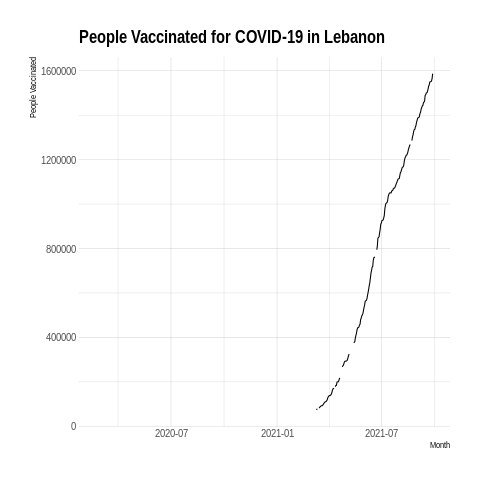 People Vaccinated for COVID-19 in Lebanon
People Vaccinated
1600000
1200000
800000
400000
0
2020-07 2021-01 2021-07
Month